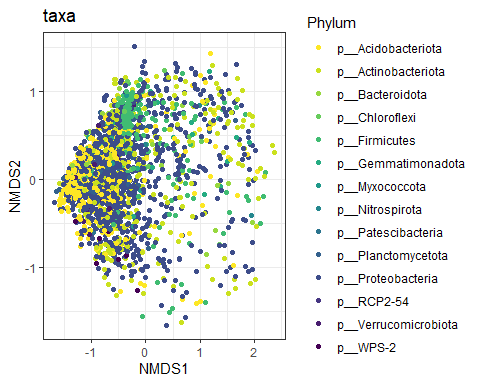 taxa
NMDS2
1
0
-1
-1
0
1
2
NMDS1
Phylum
p__Acidobacteriota
p__Actinobacteriota
p__Bacteroidota
p__Chloroflexi
p__Firmicutes
p__Gemmatimonadota
p__Myxococcota
p__Nitrospirota
p__Patescibacteria
p__Planctomycetota
p__Proteobacteria
p__RCP2-54
p__Verrucomicrobiota
p__WPS-2